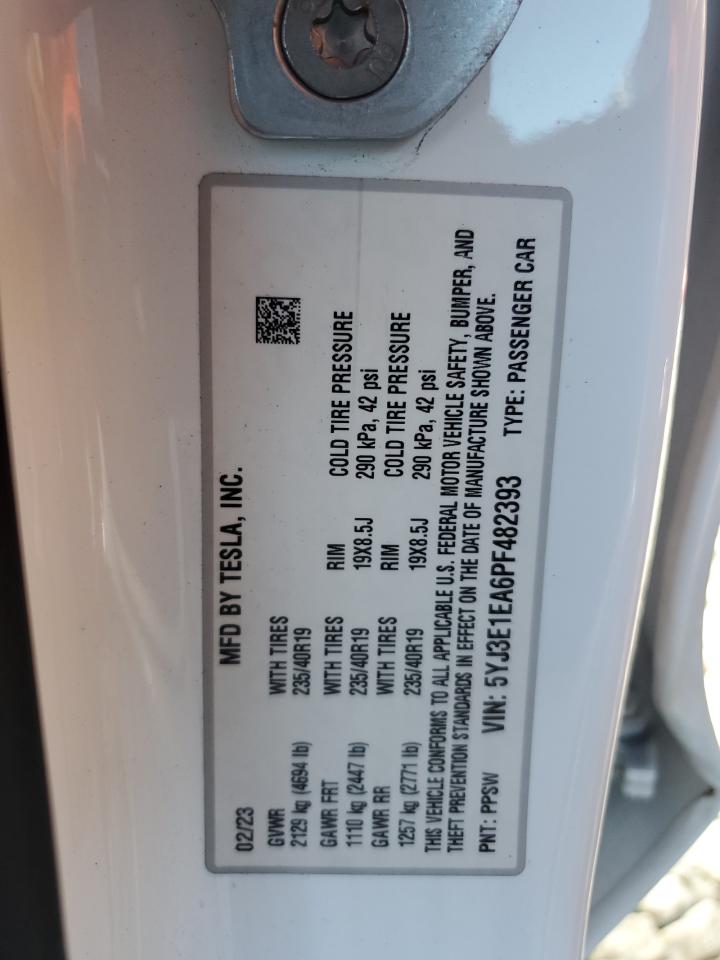 MFD BY TESLA, INC.
02/23
GVWR WITH TIRES
2129 kg (4694 lb) 235/40R19
GAWR FRT WITH TIRES RIM COLD TIRE PRESSURE
1110 kg (2447 lb) 235/40R19 19X8.5J 290 kPa, 42 psi
GAWR RR WITH TIRES RIM COLD TIRE PRESSURE
1257 kg (2771 lb) 235/40R19 19X8.5J 290 kPa, 42 psi
THIS VEHICLE CONFORMS TO ALL APPLICABLE U.S. FEDERAL MOTOR VEHICLE SAFETY, BUMPER, AND
THEFT PREVENTION STANDARDS IN EFFECT ON THE DATE OF MANUFACTURE SHOWN ABOVE.
PNT: PPSW VIN: 5YJ3E1EA6PF482393 TYPE: PASSENGER CAR